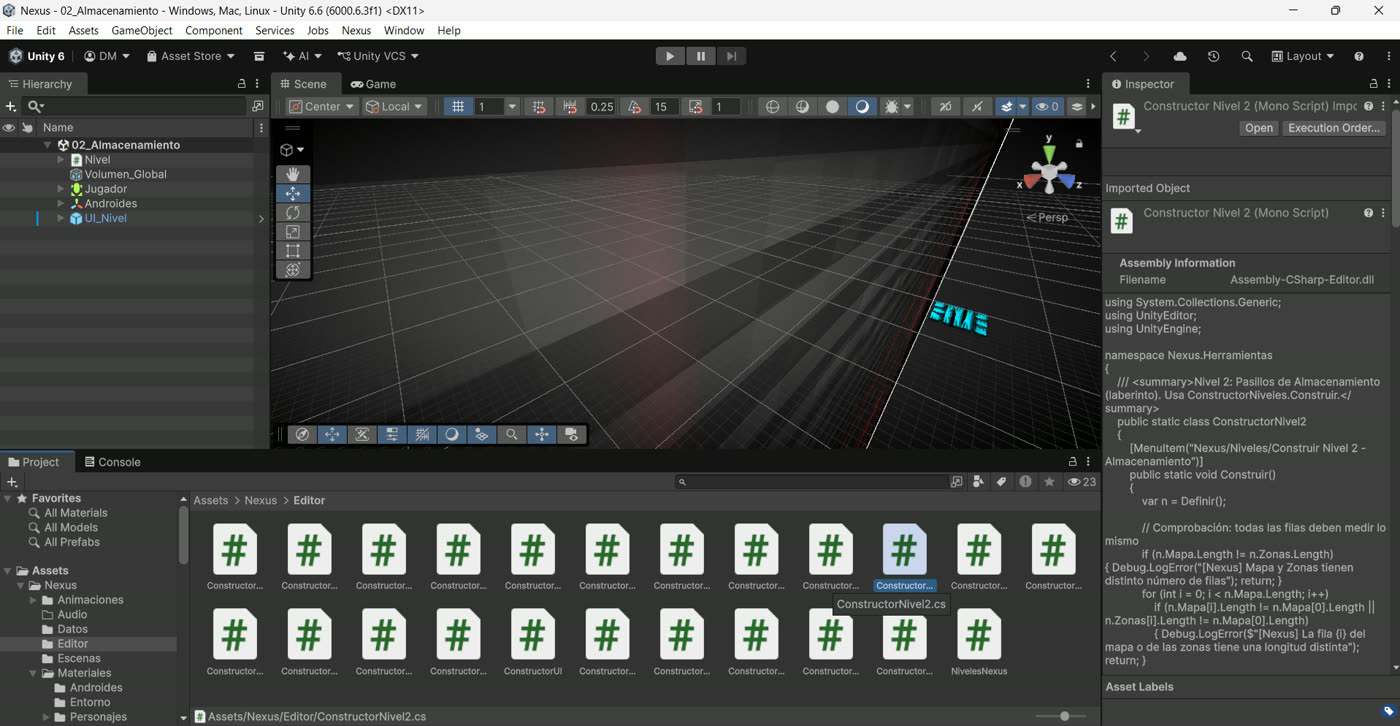 Nexus - 02_Almacenamiento - Windows, Mac, Linux - Unity 6.6 (6000.6.3f1) <DX11>
File Edit Assets GameObject Component Services Jobs Nexus Window Help
Unity 6 DM Asset Store AI Unity VCS Layout
Hierarchy
Name
02_Almacenamiento
Nivel
Volumen_Global
Jugador
Androides
UI_Nivel
Scene Game
Center Local 1 0.25 15 1 2D 0
y
x z
Persp
Project Console
23
Favorites
All Materials
All Models
All Prefabs
Assets
Nexus
Animaciones
Audio
Datos
Editor
Escenas
Materiales
Androides
Entorno
Personajes
Assets > Nexus > Editor
Constructor... Constructor... Constructor... Constructor... Constructor... Constructor... Constructor... Constructor... Constructor... Constructor... Constructor... Constructor...
ConstructorNivel2.cs
Constructor... Constructor... Constructor... Constructor... ConstructorUI Constructor... Constructor... Constructor... Constructor... Constructor... NivelesNexus
Assets/Nexus/Editor/ConstructorNivel2.cs
Inspector
Constructor Nivel 2 (Mono Script) Impo
Open Execution Order...
Imported Object
Constructor Nivel 2 (Mono Script)
Assembly Information
Filename Assembly-CSharp-Editor.dll
using System.Collections.Generic;
using UnityEditor;
using UnityEngine;
namespace Nexus.Herramientas
{
/// <summary>Nivel 2: Pasillos de Almacenamiento
(laberinto). Usa ConstructorNiveles.Construir.</
summary>
public static class ConstructorNivel2
{
[MenuItem("Nexus/Niveles/Construir Nivel 2 -
Almacenamiento")]
public static void Construir()
{
var n = Definir();
// Comprobación: todas las filas deben medir lo
mismo
if (n.Mapa.Length != n.Zonas.Length)
{ Debug.LogError("[Nexus] Mapa y Zonas tienen
distinto número de filas"); return; }
for (int i = 0; i < n.Mapa.Length; i++)
if (n.Mapa[i].Length != n.Mapa[0].Length ||
n.Zonas[i].Length != n.Mapa[0].Length)
{ Debug.LogError($"[Nexus] La fila {i} del
mapa o de las zonas tiene una longitud distinta");
return; }
Asset Labels